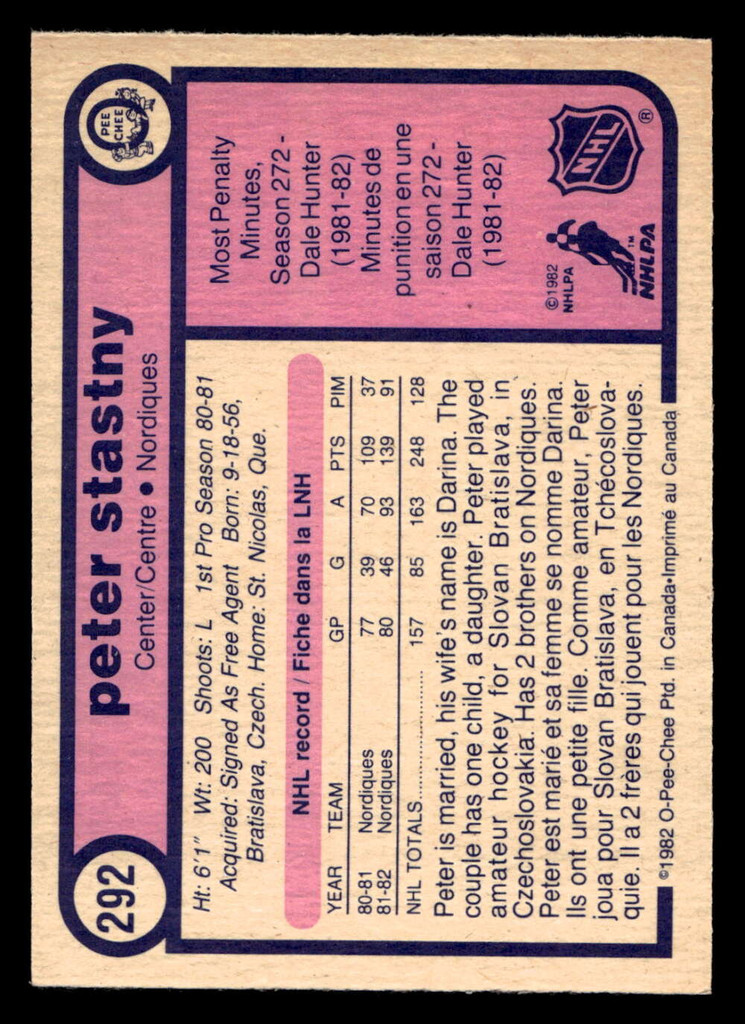 292
peter stastny
Center/Centre • Nordiques
O
PEE
CHEE
Ht: 6'1" Wt: 200 Shoots: L 1st Pro Season 80-81
Acquired: Signed As Free Agent Born: 9-18-56,
Bratislava, Czech. Home: St. Nicolas, Que.
NHL record / Fiche dans la LNH
YEAR TEAM GP G A PTS PIM
80-81 Nordiques 77 39 70 109 37
81-82 Nordiques 80 46 93 139 91
NHL TOTALS.................... 157 85 163 248 128
Peter is married, his wife's name is Darina. The
couple has one child, a daughter. Peter played
amateur hockey for Slovan Bratislava, in
Czechoslovakia. Has 2 brothers on Nordiques.
Peter est marié et sa femme se nomme Darina.
Ils ont une petite fille. Comme amateur, Peter
joua pour Slovan Bratislava, en Tchécoslova-
quie. Il a 2 frères qui jouent pour les Nordiques.
©1982 O-Pee-Chee Ptd. in Canada•Imprimé au Canada
Most Penalty
Minutes,
Season 272 -
Dale Hunter
(1981-82)
Minutes de
punition en une
saison 272 -
Dale Hunter
(1981-82)
©1982
NHLPA
NHLPA
TM
NHL
®